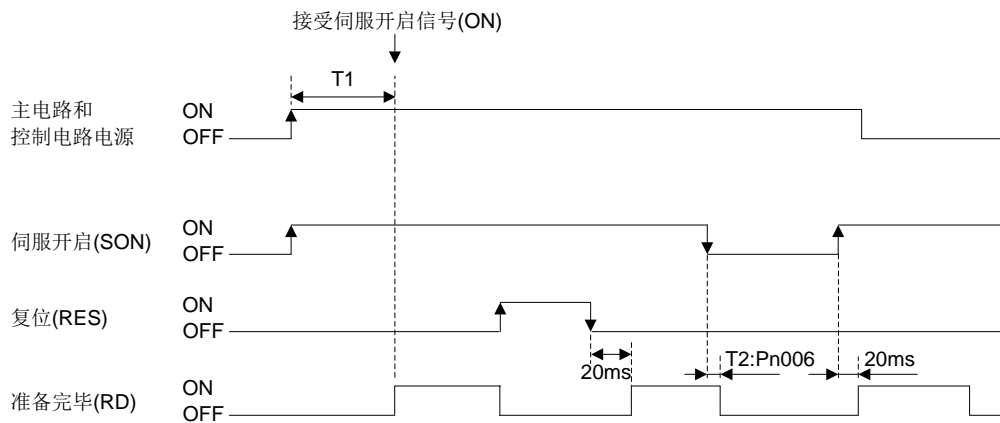 接受伺服开启信号(ON)
T1
主电路和
控制电路电源
ON
OFF
伺服开启(SON)
ON
OFF
复位(RES)
ON
OFF
20ms
T2:Pn006
20ms
准备完毕(RD)
ON
OFF